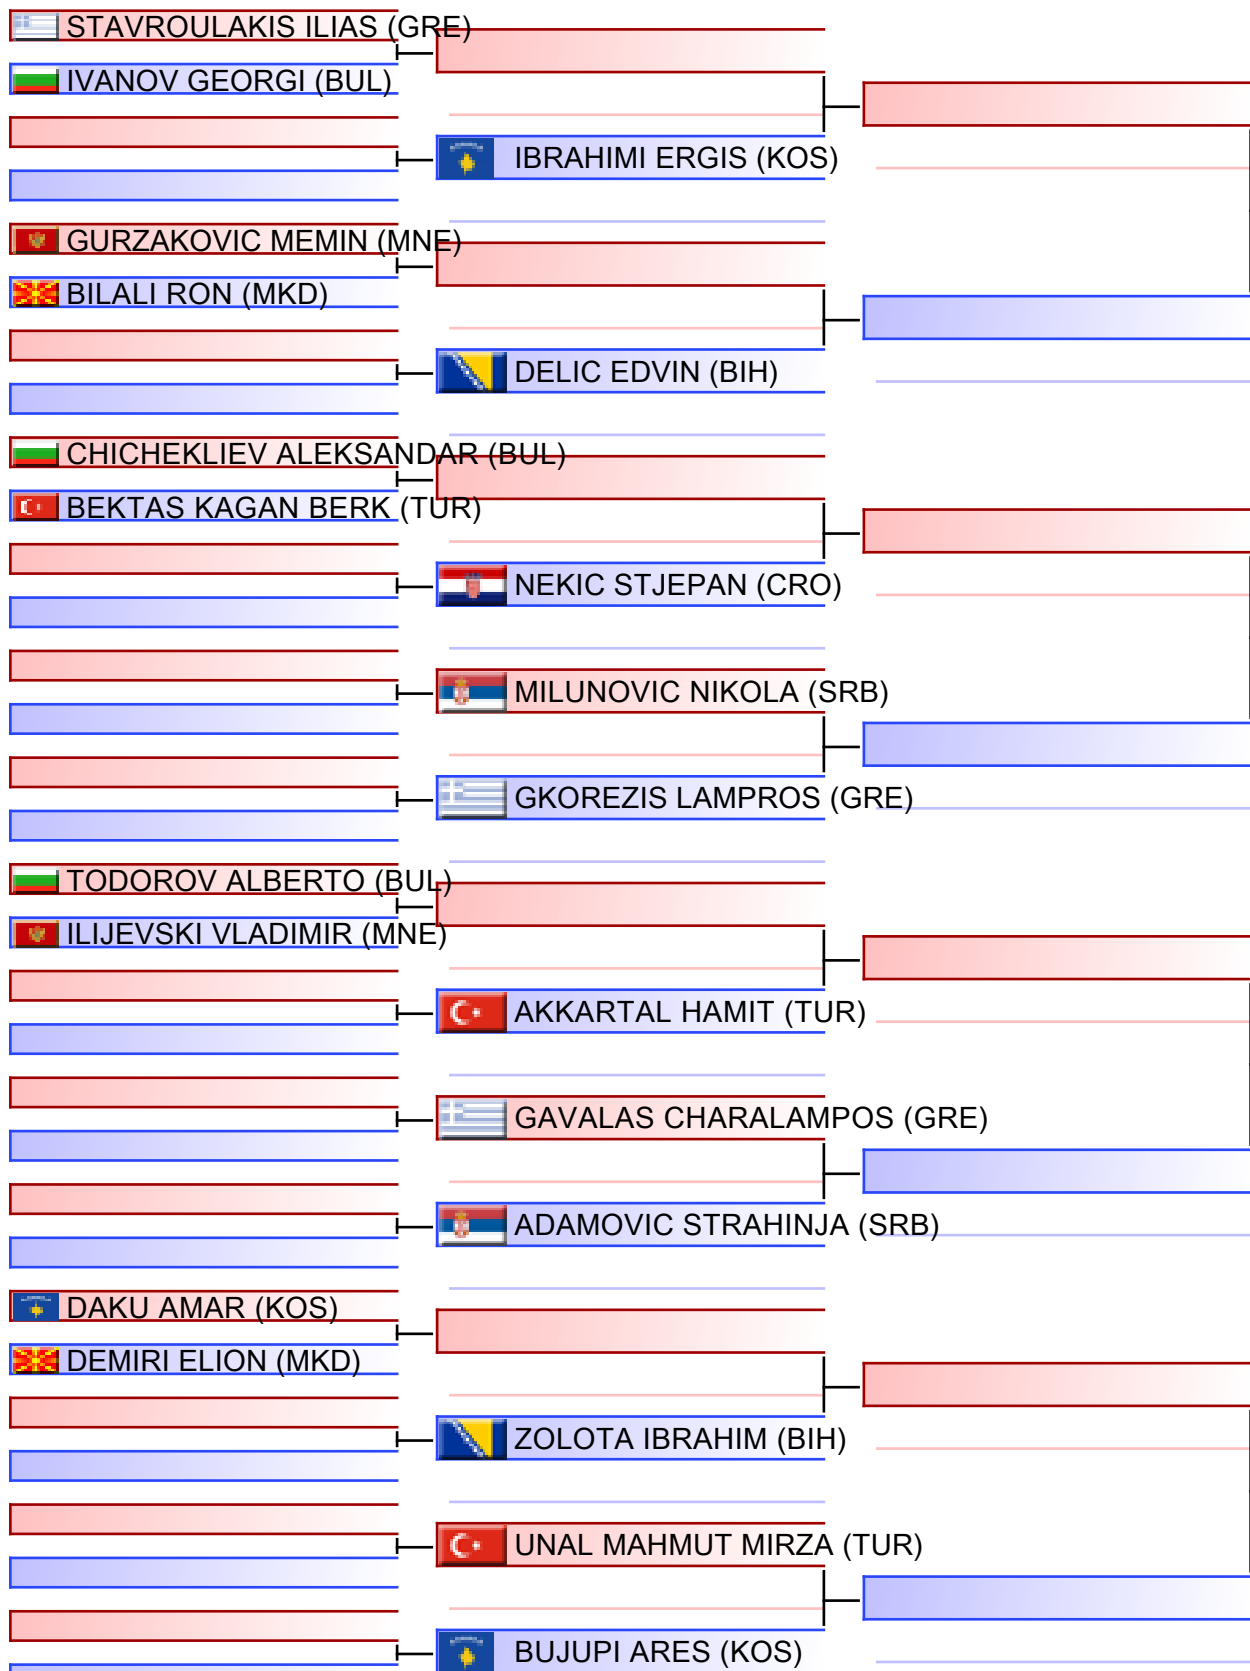 STAVROULAKIS ILIAS (GRE)
IVANOV GEORGI (BUL)
IBRAHIMI ERGIS (KOS)
GURZAKOVIC MEMIN (MNE)
BILALI RON (MKD)
DELIC EDVIN (BIH)
CHICHEKLIEV ALEKSANDAR (BUL)
BEKTAS KAGAN BERK (TUR)
NEKIC STJEPAN (CRO)
MILUNOVIC NIKOLA (SRB)
GKOREZIS LAMPROS (GRE)
TODOROV ALBERTO (BUL)
ILIJEVSKI VLADIMIR (MNE)
AKKARTAL HAMIT (TUR)
GAVALAS CHARALAMPOS (GRE)
ADAMOVIC STRAHINJA (SRB)
DAKU AMAR (KOS)
DEMIRI ELION (MKD)
ZOLOTA IBRAHIM (BIH)
UNAL MAHMUT MIRZA (TUR)
BUJUPI ARES (KOS)